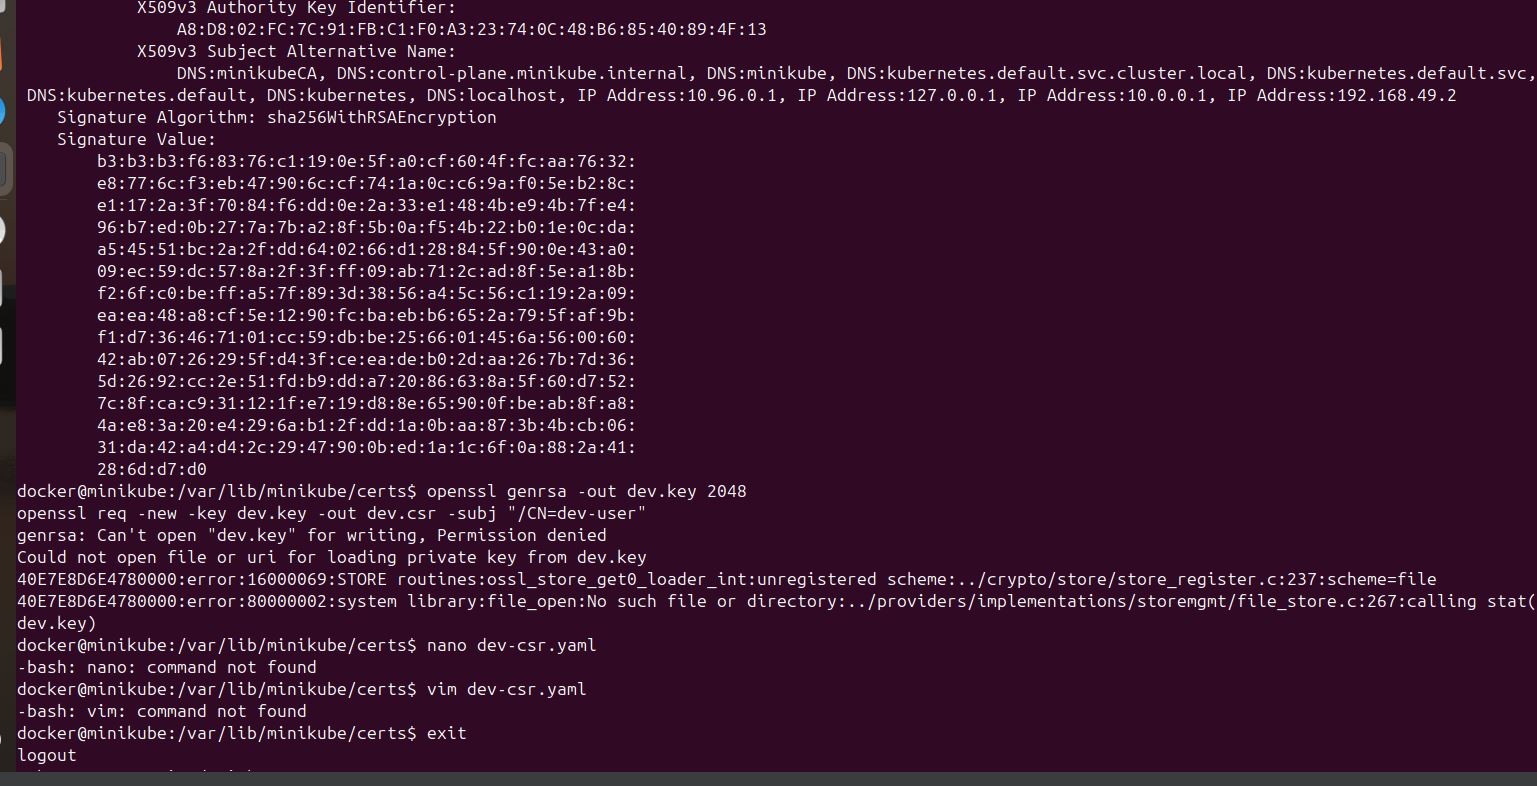 X509v3 Authority Key Identifier:
A8:D8:02:FC:7C:91:FB:C1:F0:A3:23:74:0C:48:B6:85:40:89:4F:13
X509v3 Subject Alternative Name:
DNS:minikubeCA, DNS:control-plane.minikube.internal, DNS:minikube, DNS:kubernetes.default.svc.cluster.local, DNS:kubernetes.default.svc,
DNS:kubernetes.default, DNS:kubernetes, DNS:localhost, IP Address:10.96.0.1, IP Address:127.0.0.1, IP Address:10.0.0.1, IP Address:192.168.49.2
Signature Algorithm: sha256WithRSAEncryption
Signature Value:
b3:b3:b3:f6:83:76:c1:19:0e:5f:a0:cf:60:4f:fc:aa:76:32:
e8:77:6c:f3:eb:47:90:6c:cf:74:1a:0c:c6:9a:f0:5e:b2:8c:
e1:17:2a:3f:70:84:f6:dd:0e:2a:33:e1:48:4b:e9:4b:7f:e4:
96:b7:ed:0b:27:7a:7b:a2:8f:5b:0a:f5:4b:22:b0:1e:0c:da:
a5:45:51:bc:2a:2f:dd:64:02:66:d1:28:84:5f:90:0e:43:a0:
09:ec:59:dc:57:8a:2f:3f:ff:09:ab:71:2c:ad:8f:5e:a1:8b:
f2:6f:c0:be:ff:a5:7f:89:3d:38:56:a4:5c:56:c1:19:2a:09:
ea:ea:48:a8:cf:5e:12:90:fc:ba:eb:b6:65:2a:79:5f:af:9b:
f1:d7:36:46:71:01:cc:59:db:be:25:66:01:45:6a:56:00:60:
42:ab:07:26:29:5f:d4:3f:ce:ea:de:b0:2d:aa:26:7b:7d:36:
5d:26:92:cc:2e:51:fd:b9:dd:a7:20:86:63:8a:5f:60:d7:52:
7c:8f:ca:c9:31:12:1f:e7:19:d8:8e:65:90:0f:be:ab:8f:a8:
4a:e8:3a:20:e4:29:6a:b1:2f:dd:1a:0b:aa:87:3b:4b:cb:06:
31:da:42:a4:d4:2c:29:47:90:0b:ed:1a:1c:6f:0a:88:2a:41:
28:6d:d7:d0
docker@minikube:/var/lib/minikube/certs$ openssl genrsa -out dev.key 2048
openssl req -new -key dev.key -out dev.csr -subj "/CN=dev-user"
genrsa: Can't open "dev.key" for writing, Permission denied
Could not open file or uri for loading private key from dev.key
40E7E8D6E4780000:error:16000069:STORE routines:ossl_store_get0_loader_int:unregistered scheme:../crypto/store/store_register.c:237:scheme=file
40E7E8D6E4780000:error:80000002:system library:file_open:No such file or directory:../providers/implementations/storemgmt/file_store.c:267:calling stat(
dev.key)
docker@minikube:/var/lib/minikube/certs$ nano dev-csr.yaml
-bash: nano: command not found
docker@minikube:/var/lib/minikube/certs$ vim dev-csr.yaml
-bash: vim: command not found
docker@minikube:/var/lib/minikube/certs$ exit
logout